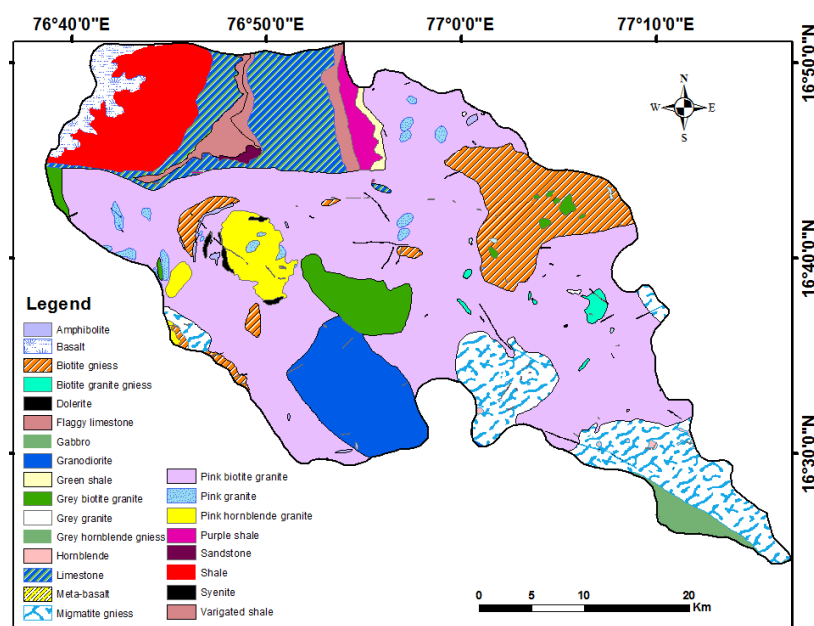 76°40'0"E 76°50'0"E 77°0'0"E 77°10'0"E
16°50'0"N
16°40'0"N
16°30'0"N
N
W E
S
Legend
Amphibolite
Basalt
Biotite gniess
Biotite granite gniess
Dolerite
Flaggy limestone
Gabbro
Granodiorite
Green shale
Grey biotite granite
Grey granite
Grey hornblende gniess
Hornblende
Limestone
Meta-basalt
Migmatite gniess
Pink biotite granite
Pink granite
Pink hornblende granite
Purple shale
Sandstone
Shale
Syenite
Varigated shale
0 5 10 20
Km